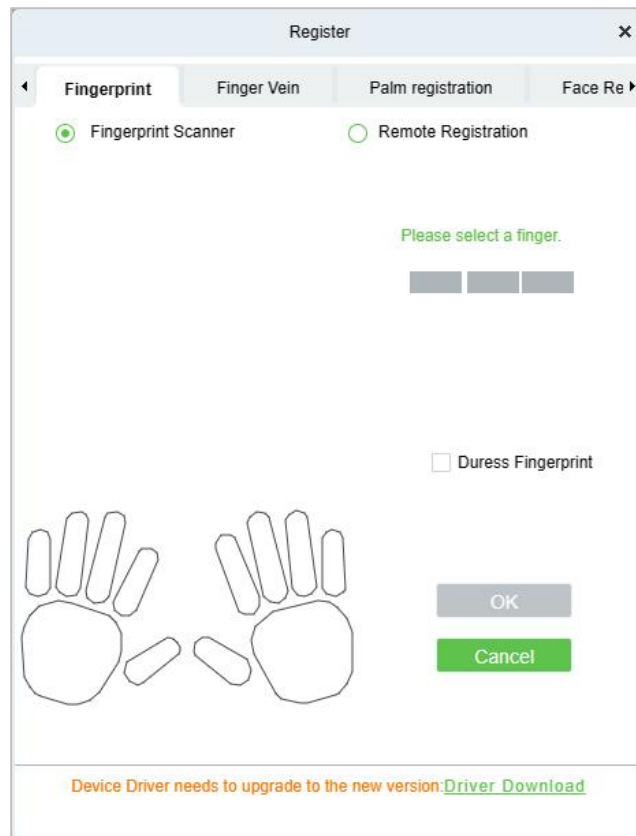 Register
Fingerprint Finger Vein Palm registration Face Re
Fingerprint Scanner Remote Registration
Please select a finger.
Duress Fingerprint
OK
Cancel
Device Driver needs to upgrade to the new version:Driver Download